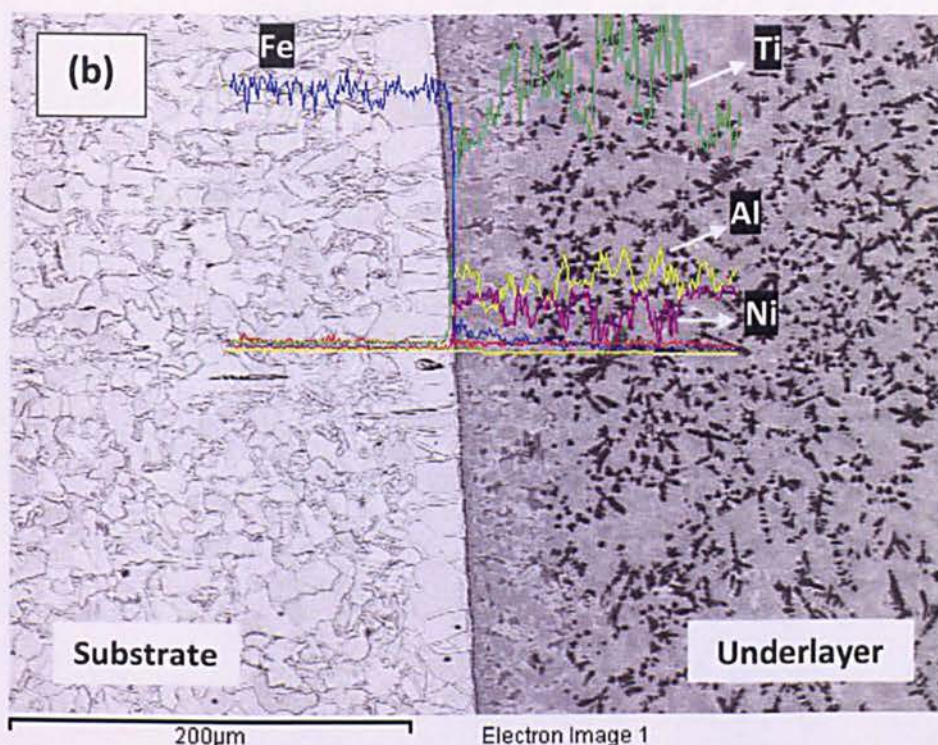 (b)
Fe
Ti
Al
Ni
Substrate
Underlayer
200µm
Electron Image 1